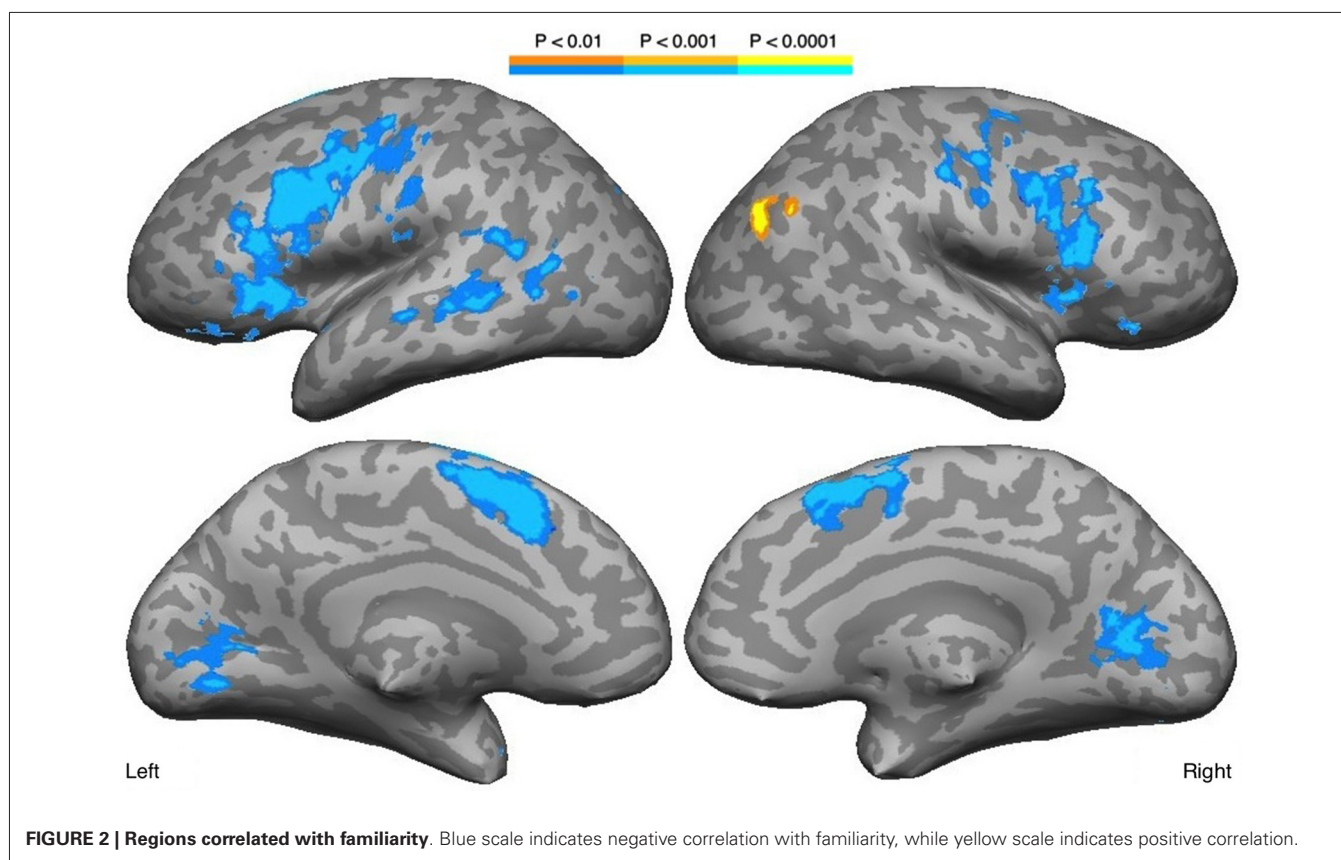 P < 0.01 P < 0.001 P < 0.0001
Left Right
FIGURE 2 | Regions correlated with familiarity. Blue scale indicates negative correlation with familiarity, while yellow scale indicates positive correlation.